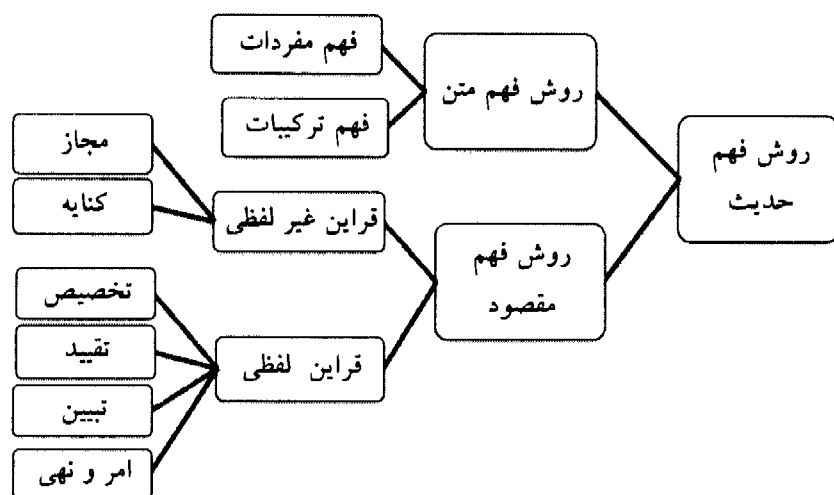 روش فهم
حدیث
روش فهم متن
فهم مفردات
فهم ترکیبات
روش فهم
مقصود
قراین غیر لفظی
مجاز
کنایه
قراین لفظی
تخصیص
تقیید
تبیین
امر و نهی